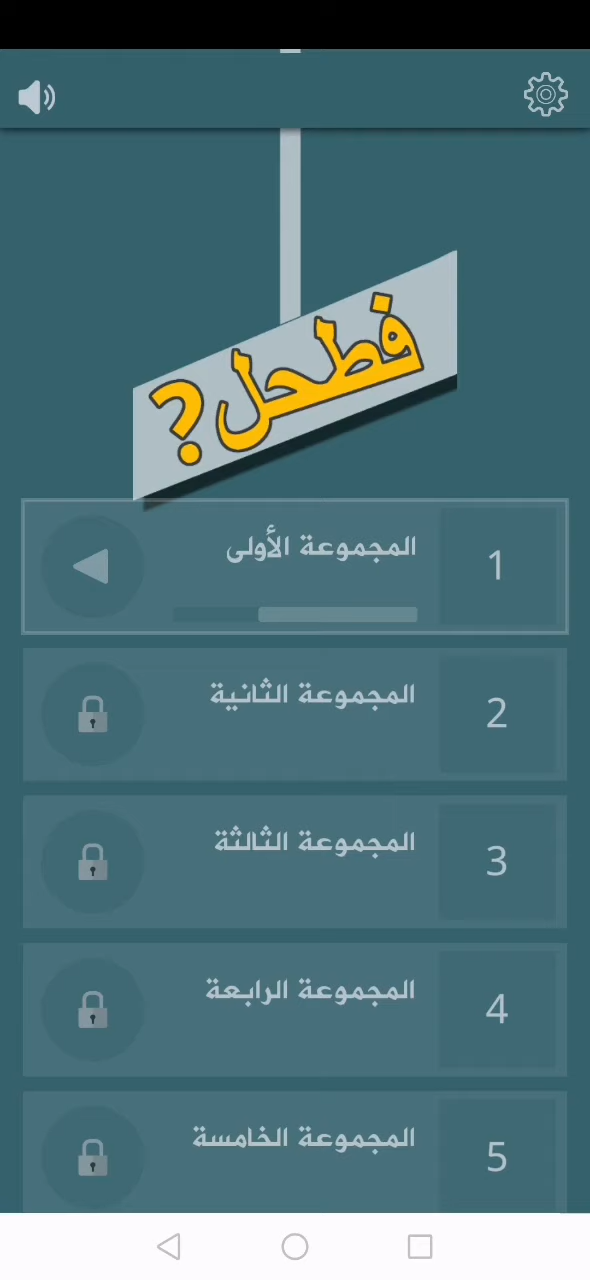 فطحل?
1 المجموعة الأولى
2 المجموعة الثانية
3 المجموعة الثالثة
4 المجموعة الرابعة
5 المجموعة الخامسة